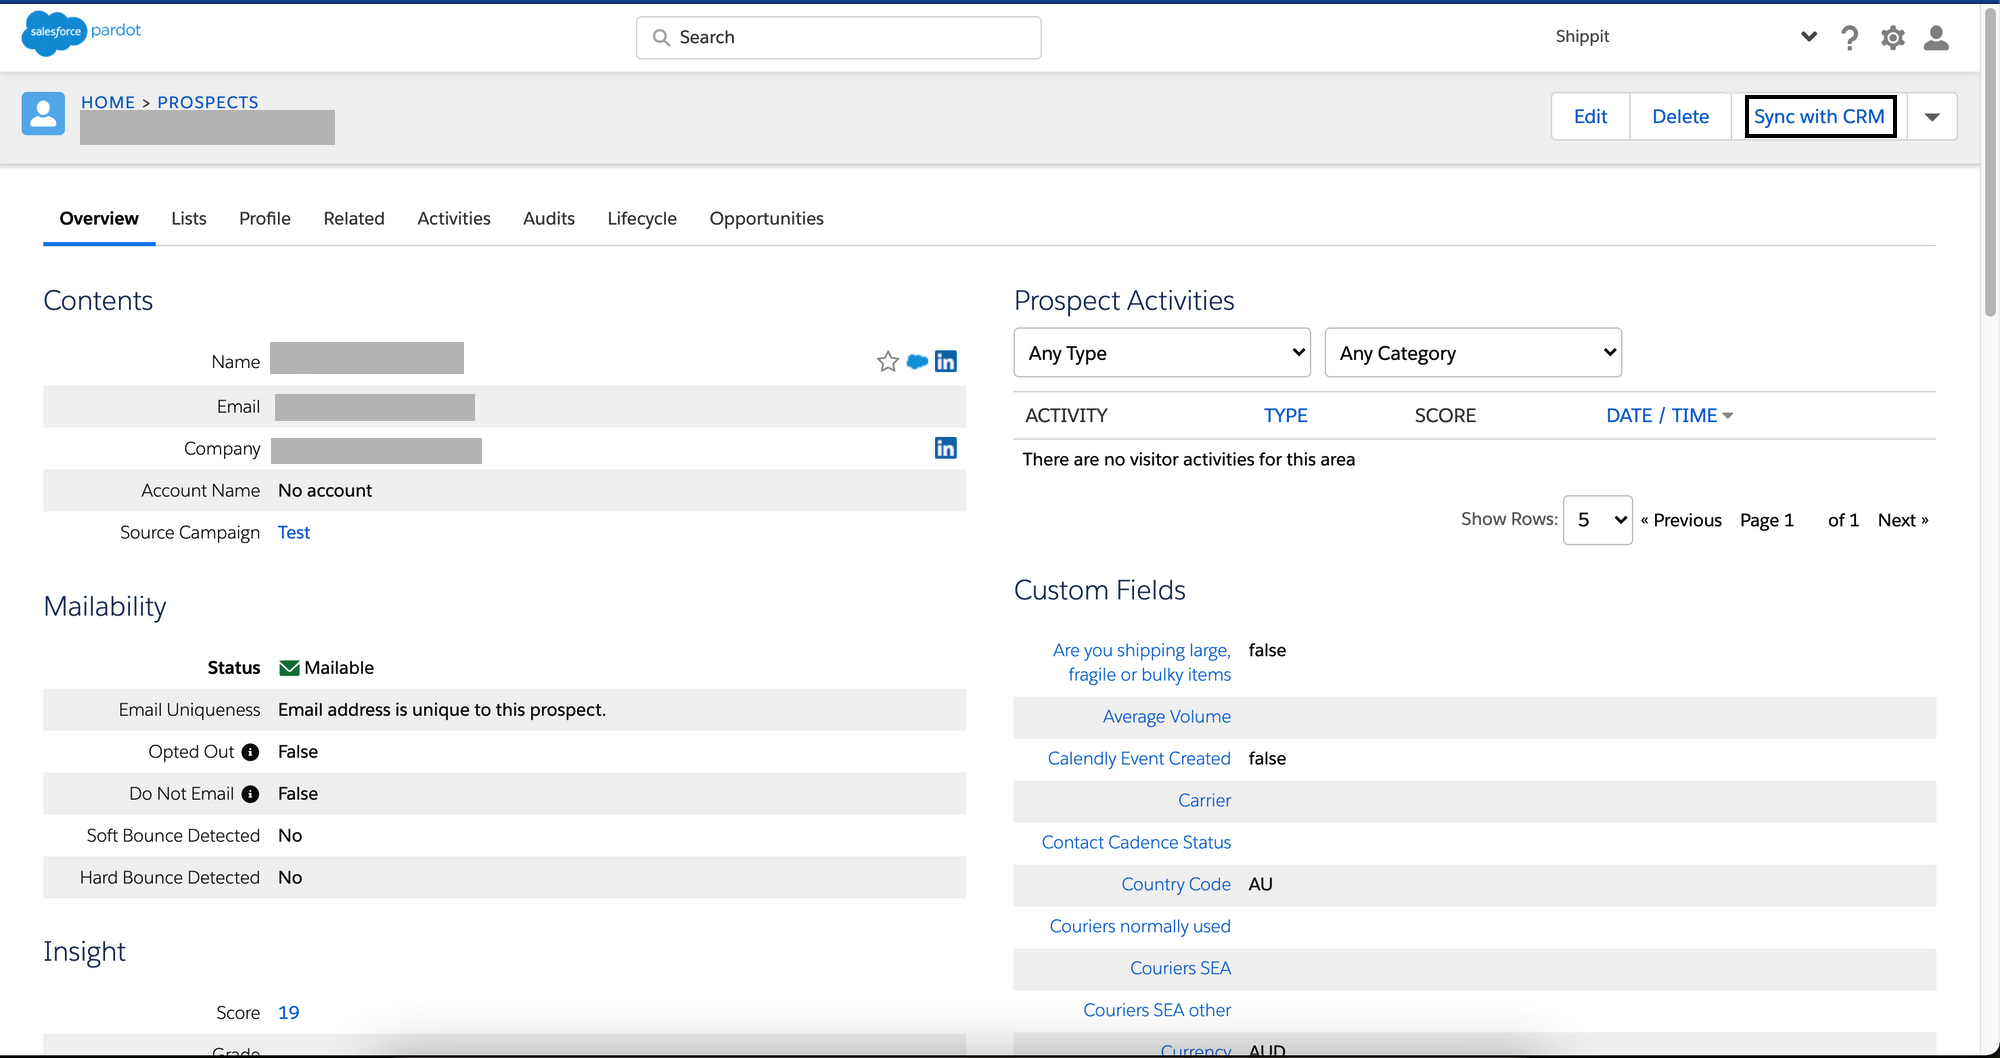 salesforce pardot
Search
Shippit
?
HOME > PROSPECTS
Edit
Delete
Sync with CRM
Overview
Lists
Profile
Related
Activities
Audits
Lifecycle
Opportunities
Contents
Name
in
Email
Company
in
Account Name No account
Source Campaign Test
Mailability
Status Mailable
Email Uniqueness Email address is unique to this prospect.
Opted Out i False
Do Not Email i False
Soft Bounce Detected No
Hard Bounce Detected No
Insight
Score 19
Grade
Prospect Activities
Any Type
Any Category
ACTIVITY TYPE SCORE DATE / TIME
There are no visitor activities for this area
Show Rows: 5 « Previous Page 1 of 1 Next »
Custom Fields
Are you shipping large, false
fragile or bulky items
Average Volume
Calendly Event Created false
Carrier
Contact Cadence Status
Country Code AU
Couriers normally used
Couriers SEA
Couriers SEA other
Currency AUD